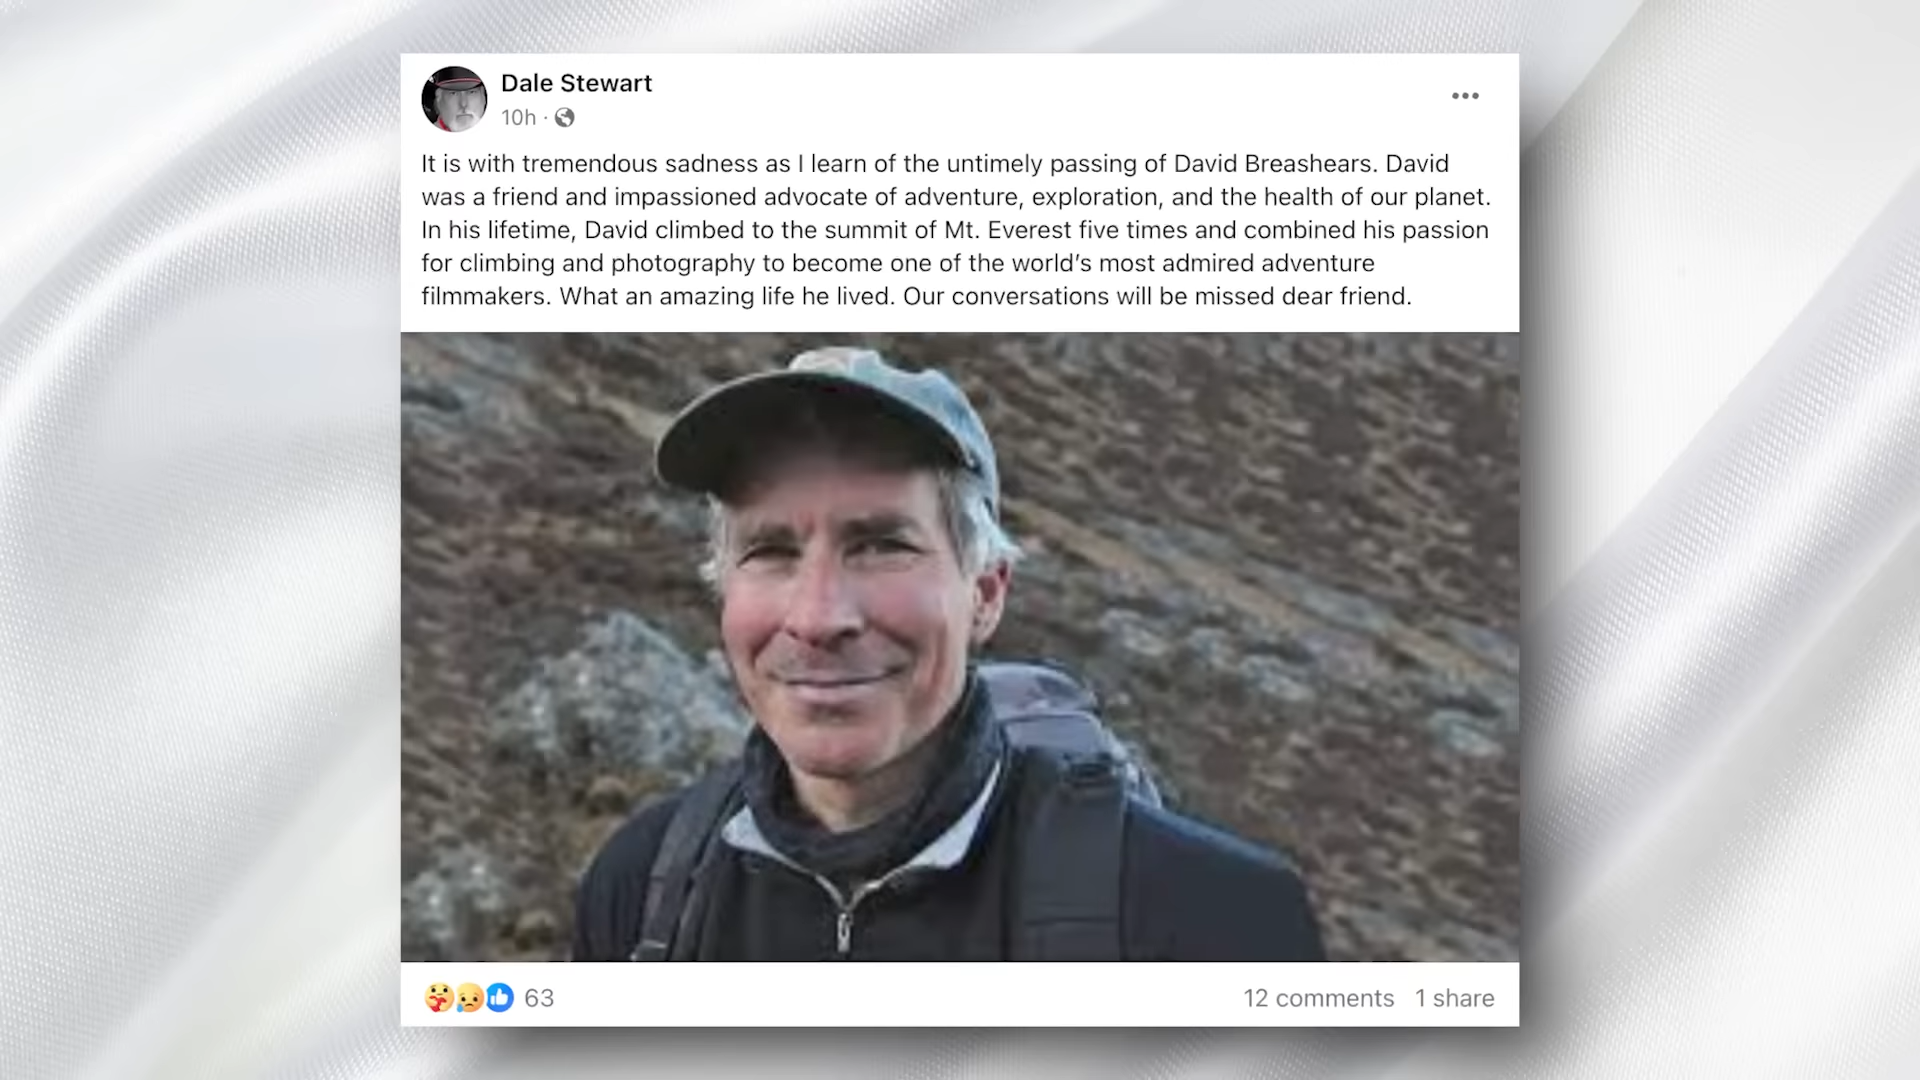 Dale Stewart
10h ·
It is with tremendous sadness as I learn of the untimely passing of David Breashears. David
was a friend and impassioned advocate of adventure, exploration, and the health of our planet.
In his lifetime, David climbed to the summit of Mt. Everest five times and combined his passion
for climbing and photography to become one of the world's most admired adventure
filmmakers. What an amazing life he lived. Our conversations will be missed dear friend.
63
12 comments 1 share